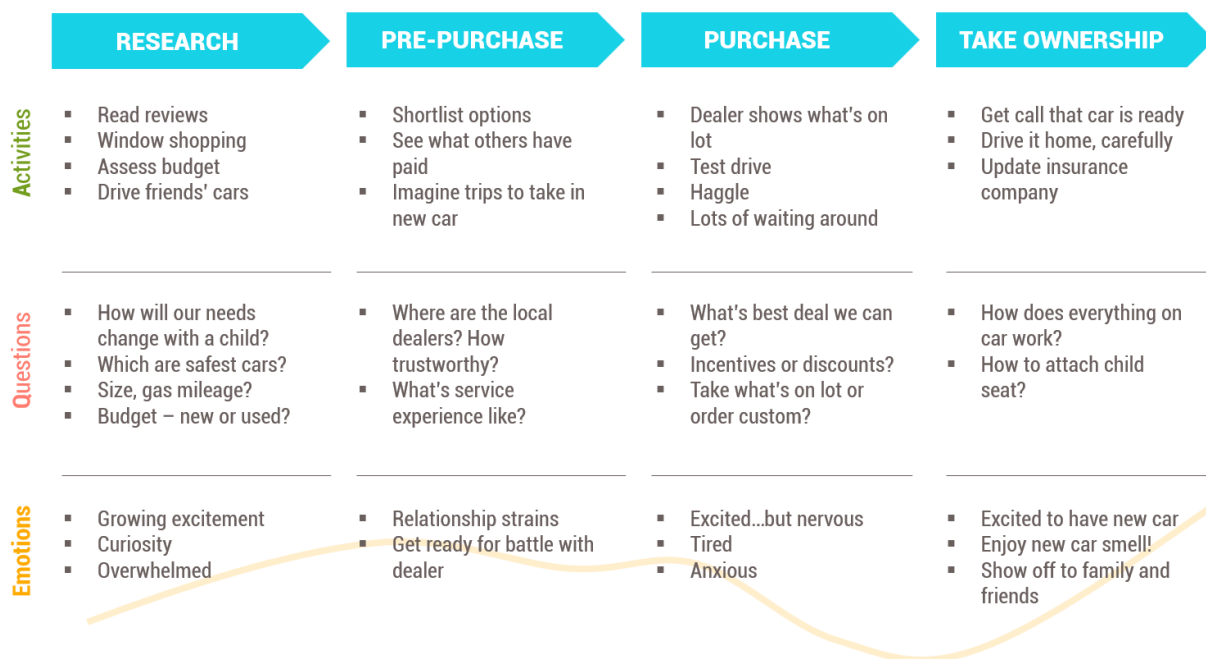 RESEARCH
PRE-PURCHASE
PURCHASE
TAKE OWNERSHIP
Activities
▪ Read reviews
▪ Window shopping
▪ Assess budget
▪ Drive friends' cars
▪ Shortlist options
▪ See what others have
paid
▪ Imagine trips to take in
new car
▪ Dealer shows what's on
lot
▪ Test drive
▪ Haggle
▪ Lots of waiting around
▪ Get call that car is ready
▪ Drive it home, carefully
▪ Update insurance
company
Questions
▪ How will our needs
change with a child?
▪ Which are safest cars?
▪ Size, gas mileage?
▪ Budget – new or used?
▪ Where are the local
dealers? How
trustworthy?
▪ What's service
experience like?
▪ What's best deal we can
get?
▪ Incentives or discounts?
▪ Take what's on lot or
order custom?
▪ How does everything on
car work?
▪ How to attach child
seat?
Emotions
▪ Growing excitement
▪ Curiosity
▪ Overwhelmed
▪ Relationship strains
▪ Get ready for battle with
dealer
▪ Excited...but nervous
▪ Tired
▪ Anxious
▪ Excited to have new car
▪ Enjoy new car smell!
▪ Show off to family and
friends